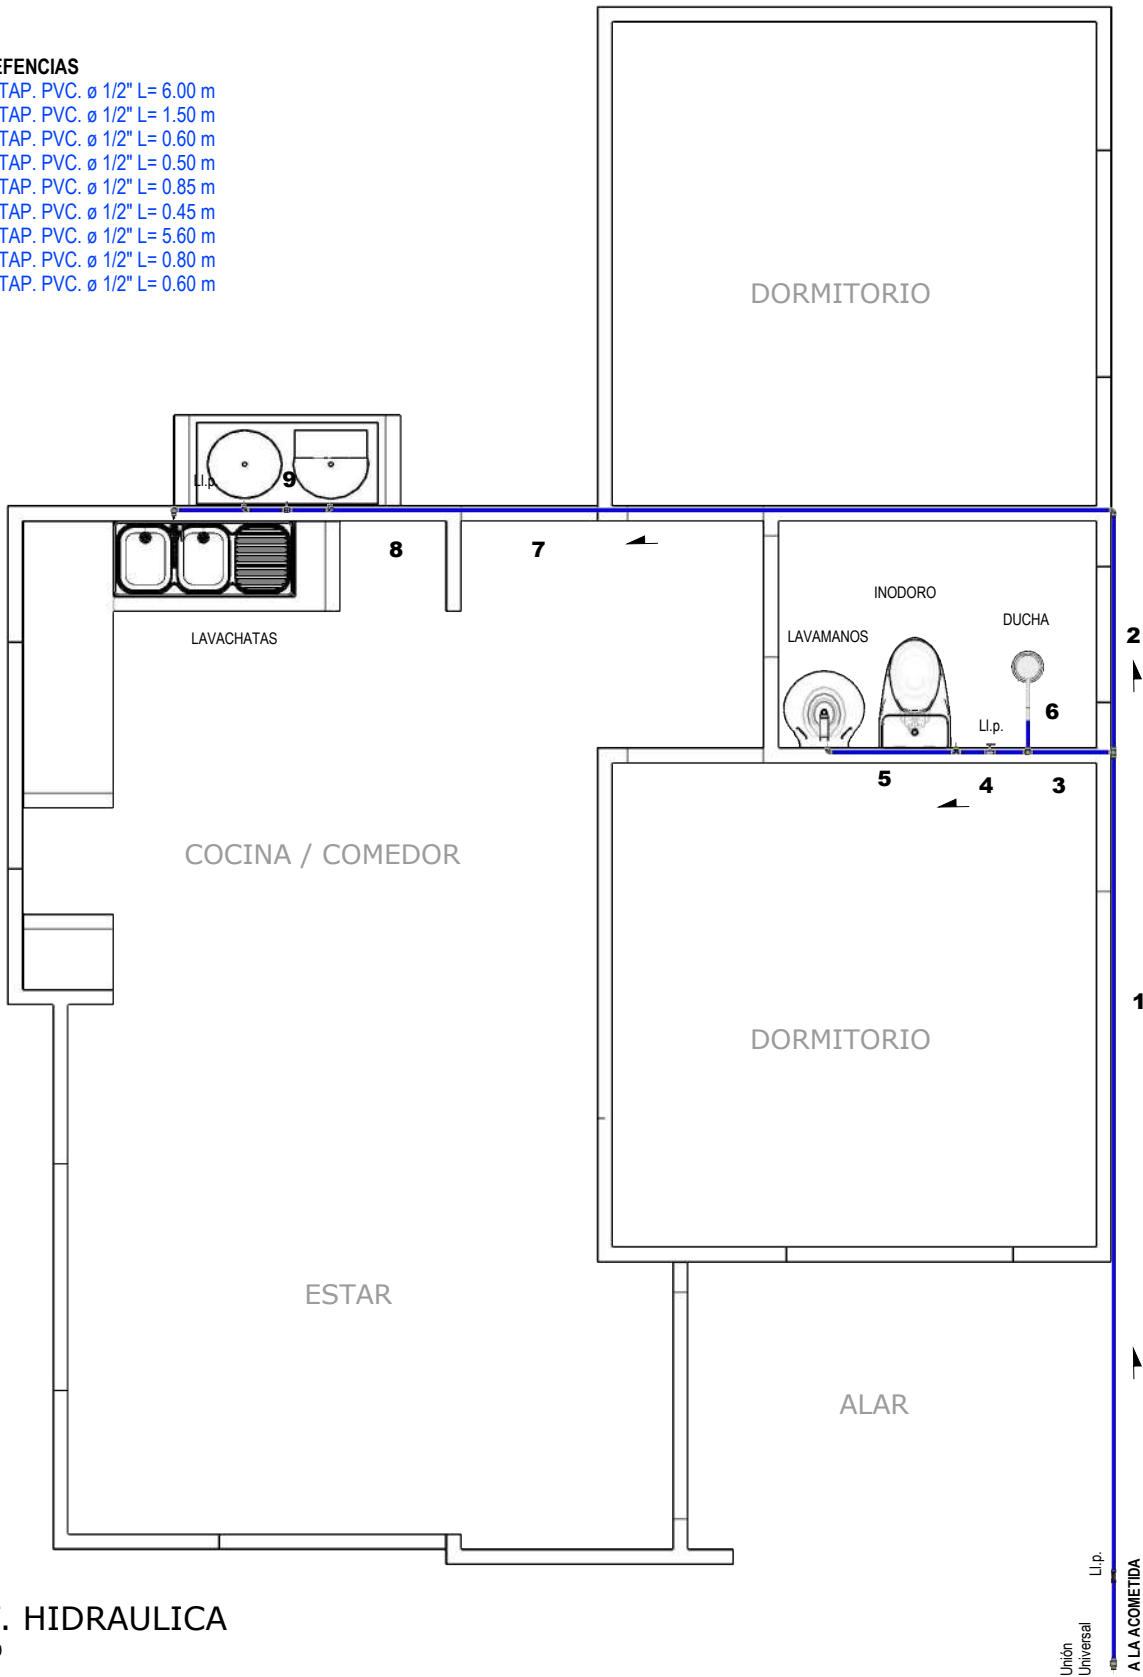 EFENCIAS
TAP. PVC. ø 1/2" L= 6.00 m
TAP. PVC. ø 1/2" L= 1.50 m
TAP. PVC. ø 1/2" L= 0.60 m
TAP. PVC. ø 1/2" L= 0.50 m
TAP. PVC. ø 1/2" L= 0.85 m
TAP. PVC. ø 1/2" L= 0.45 m
TAP. PVC. ø 1/2" L= 5.60 m
TAP. PVC. ø 1/2" L= 0.80 m
TAP. PVC. ø 1/2" L= 0.60 m
DORMITORIO
Ll.p.
9
8
7
INODORO
DUCHA
LAVAMANOS
LAVACHATAS
2
6
Ll.p.
5
4
3
COCINA / COMEDOR
1
DORMITORIO
ESTAR
ALAR
Ll.p.
Unión
Universal
A LA ACOMETIDA
. HIDRAULICA